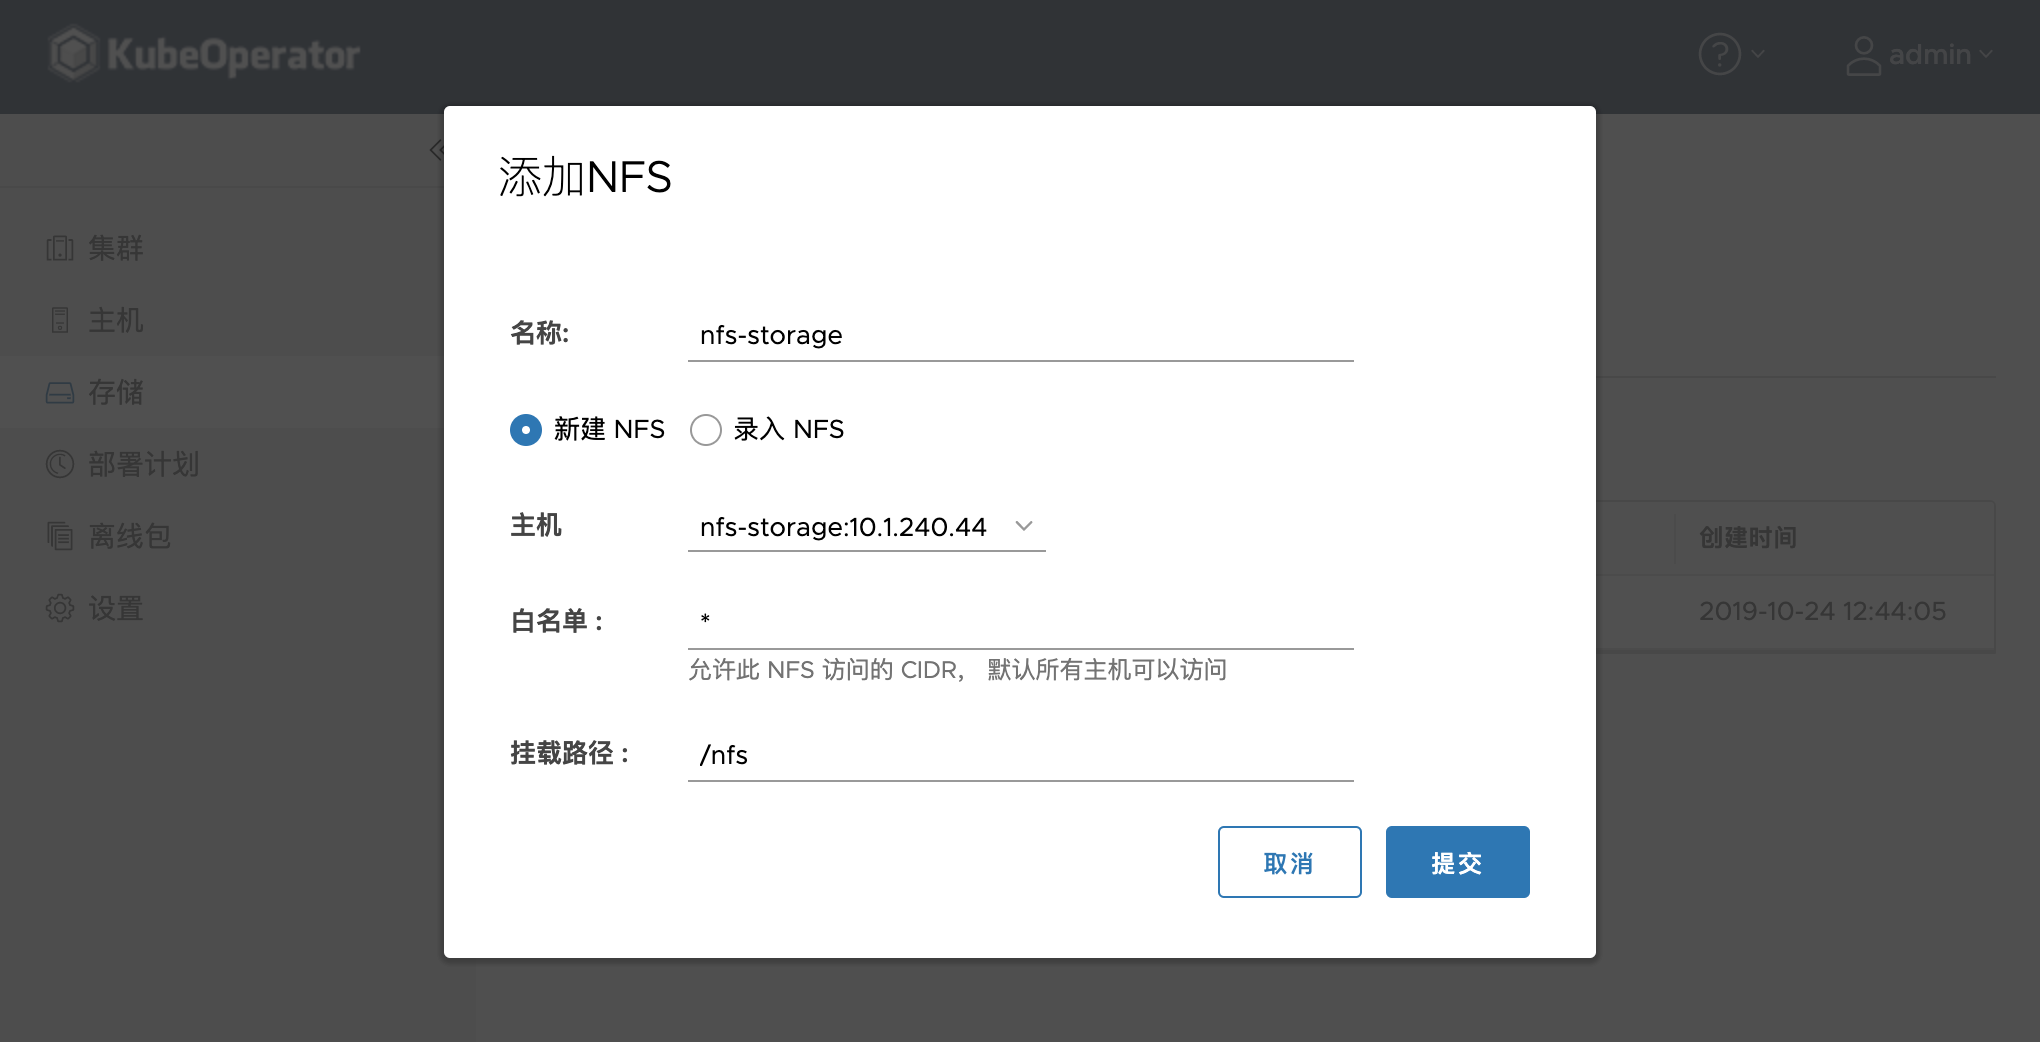 KubeOperator
admin
集群
主机
存储
部署计划
离线包
设置
添加NFS
名称:
nfs-storage
新建 NFS
录入 NFS
主机
nfs-storage:10.1.240.44
白名单：
*
允许此 NFS 访问的 CIDR， 默认所有主机可以访问
挂载路径：
/nfs
取消
提交
创建时间
2019-10-24 12:44:05